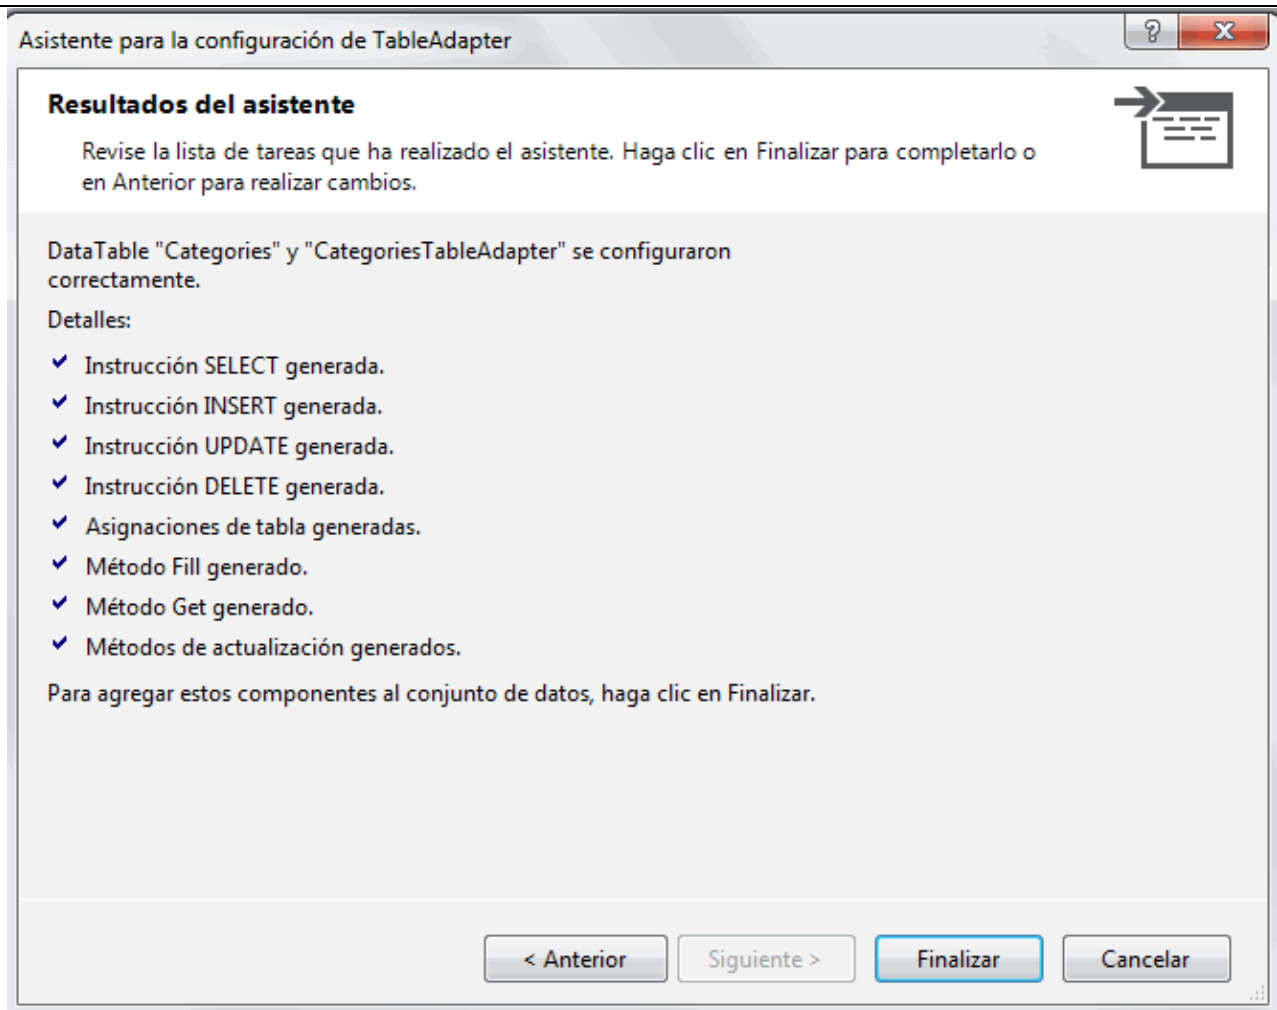 Asistente para la configuración de TableAdapter
?
X
Resultados del asistente
Revise la lista de tareas que ha realizado el asistente. Haga clic en Finalizar para completarlo o
en Anterior para realizar cambios.
DataTable "Categories" y "CategoriesTableAdapter" se configuraron
correctamente.
Detalles:
Instrucción SELECT generada.
Instrucción INSERT generada.
Instrucción UPDATE generada.
Instrucción DELETE generada.
Asignaciones de tabla generadas.
Método Fill generado.
Método Get generado.
Métodos de actualización generados.
Para agregar estos componentes al conjunto de datos, haga clic en Finalizar.
< Anterior
Siguiente >
Finalizar
Cancelar